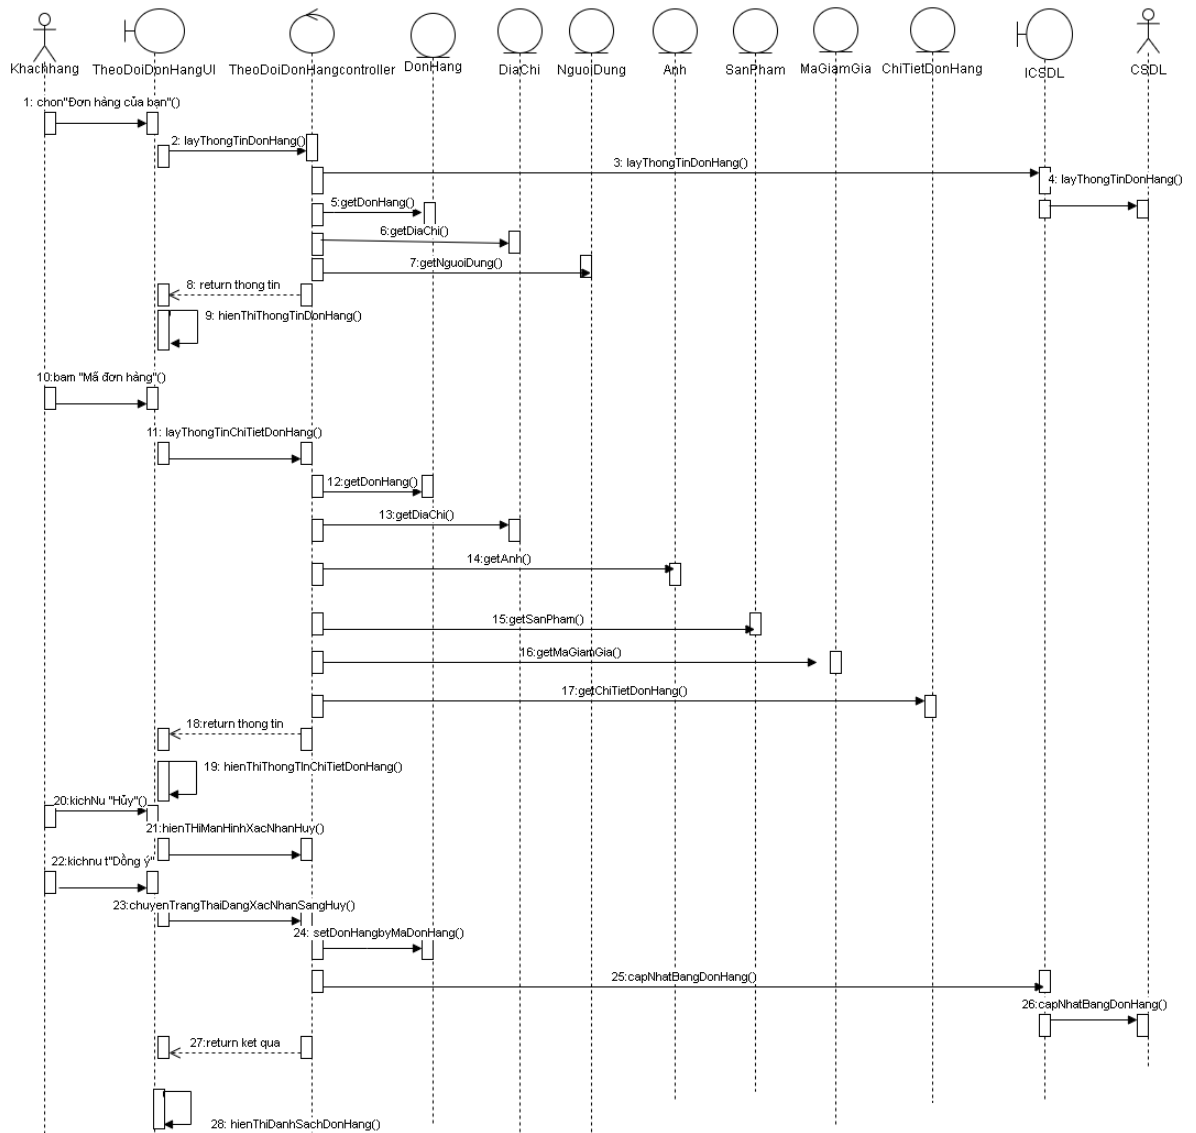 Khachhang
TheoDoiDonHangUI
TheoDoiDonHangcontroller
DonHang
DiaChi
NguoiDung
Anh
SanPham
MaGiamGia
ChiTietDonHang
ICSDL
CSDL
1: chon"Đơn hàng của bạn"()
2: layThongTinDonHang()
3: layThongTinDonHang()
4: layThongTinDonHang()
5:getDonHang()
6:getDiaChi()
7:getNguoiDung()
8: return thong tin
9: hienThiThongTinDonHang()
10:bam "Mã đơn hàng"()
11: layThongTinChiTietDonHang()
12:getDonHang()
13:getDiaChi()
14:getAnh()
15:getSanPham()
16:getMaGiamGia()
17:getChiTietDonHang()
18:return thong tin
19: hienThiThongTInChiTietDonHang()
20:kichNu "Hủy"()
21:hienTHiManHinhXacNhanHuy()
22:kichnu t"Dồng ý"
23:chuyenTrangThaiDangXacNhanSangHuy()
24: setDonHangbyMaDonHang()
25:capNhatBangDonHang()
26:capNhatBangDonHang()
27:return ket qua
28: hienThiDanhSachDonHang()